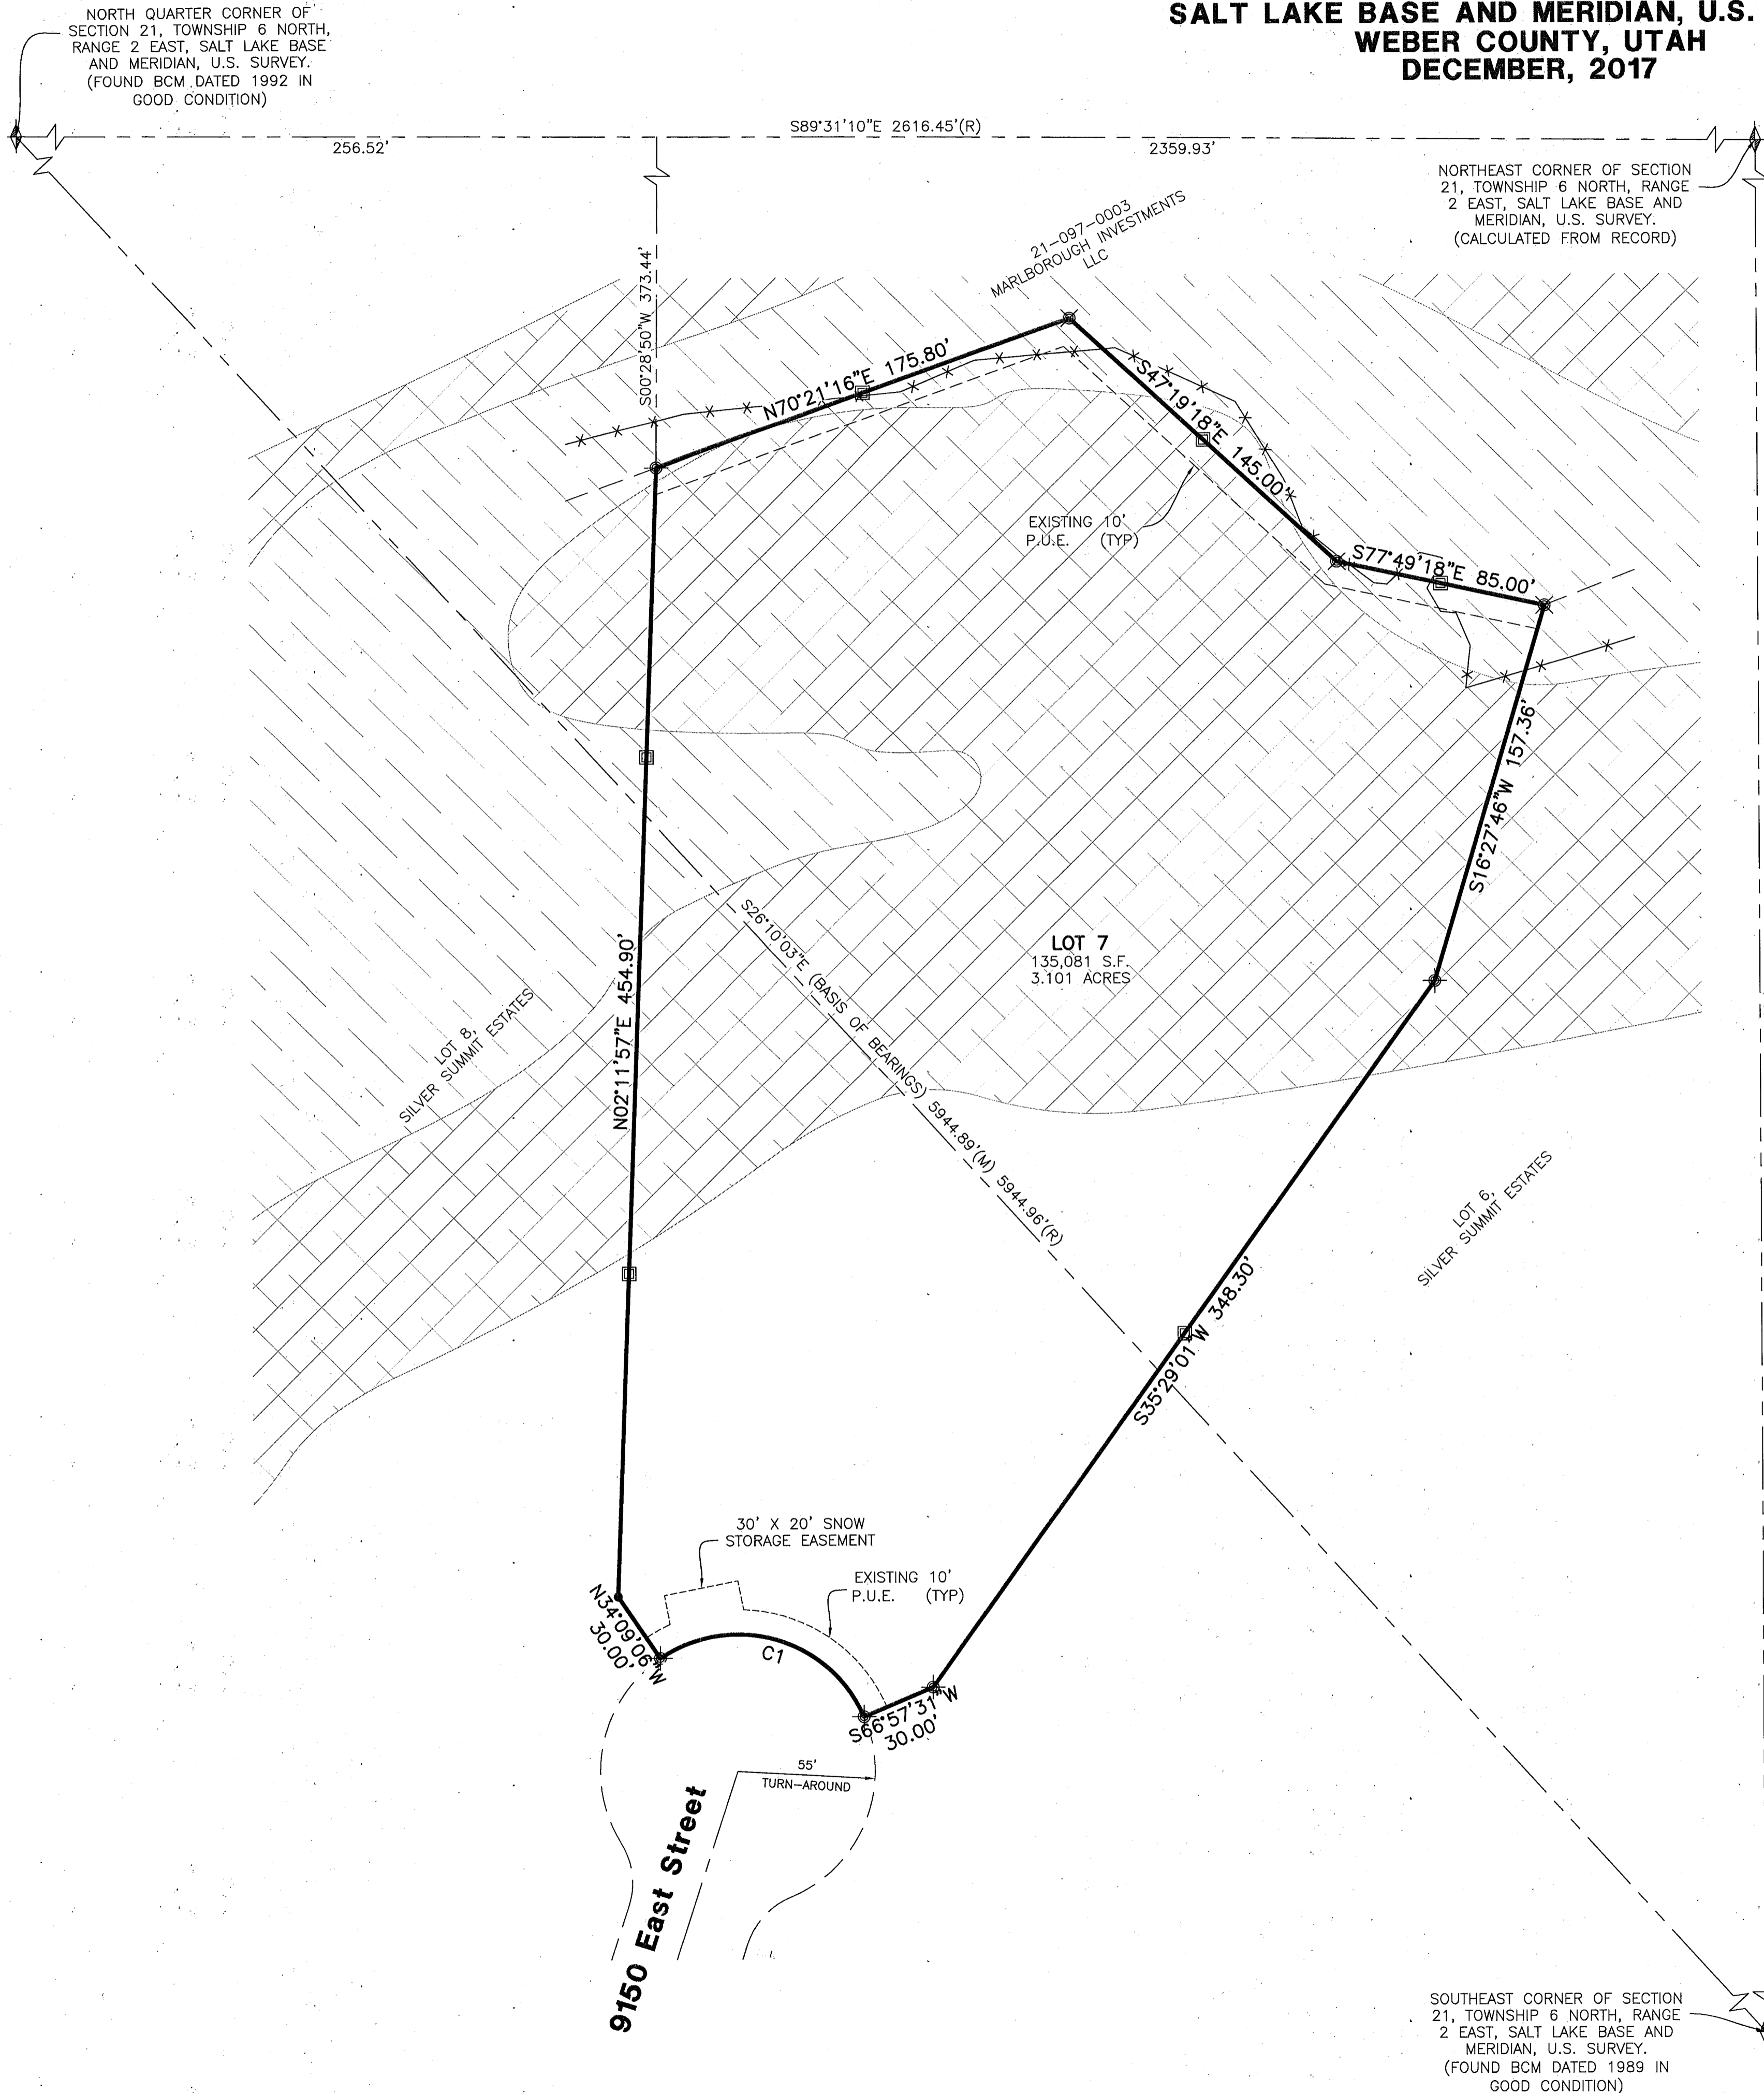 SALT LAKE BASE AND MERIDIAN, U.S.
WEBER COUNTY, UTAH
DECEMBER, 2017
NORTH QUARTER CORNER OF
SECTION 21, TOWNSHIP 6 NORTH,
RANGE 2 EAST, SALT LAKE BASE
AND MERIDIAN, U.S. SURVEY.
(FOUND BCM DATED 1992 IN
GOOD CONDITION)
S89°31'10"E 2616.45'(R)
256.52'
2359.93'
NORTHEAST CORNER OF SECTION
21, TOWNSHIP 6 NORTH, RANGE
2 EAST, SALT LAKE BASE AND
MERIDIAN, U.S. SURVEY.
(CALCULATED FROM RECORD)
21-097-0003
MARLBOROUGH INVESTMENTS
LLC
S00°28'50"W 373.44'
N70°21'16"E 175.80'
S47°19'18"E 145.00'
EXISTING 10'
P.U.E. (TYP)
S77°49'18"E 85.00'
S16°27'46"W 157.36'
LOT 7
135,081 S.F.
3.101 ACRES
S26°10'03"E (BASIS OF BEARINGS) 5944.89'(M) 5944.96'(R)
N02°11'57"E 454.90'
LOT 8,
SILVER SUMMIT ESTATES
LOT 6,
SILVER SUMMIT ESTATES
S35°29'01"W 348.30'
30' X 20' SNOW
STORAGE EASEMENT
EXISTING 10'
P.U.E. (TYP)
N34°09'06"W
30.00'
C1
S66°57'31"W
30.00'
55'
TURN-AROUND
9150 East Street
SOUTHEAST CORNER OF SECTION
21, TOWNSHIP 6 NORTH, RANGE
2 EAST, SALT LAKE BASE AND
MERIDIAN, U.S. SURVEY.
(FOUND BCM DATED 1989 IN
GOOD CONDITION)